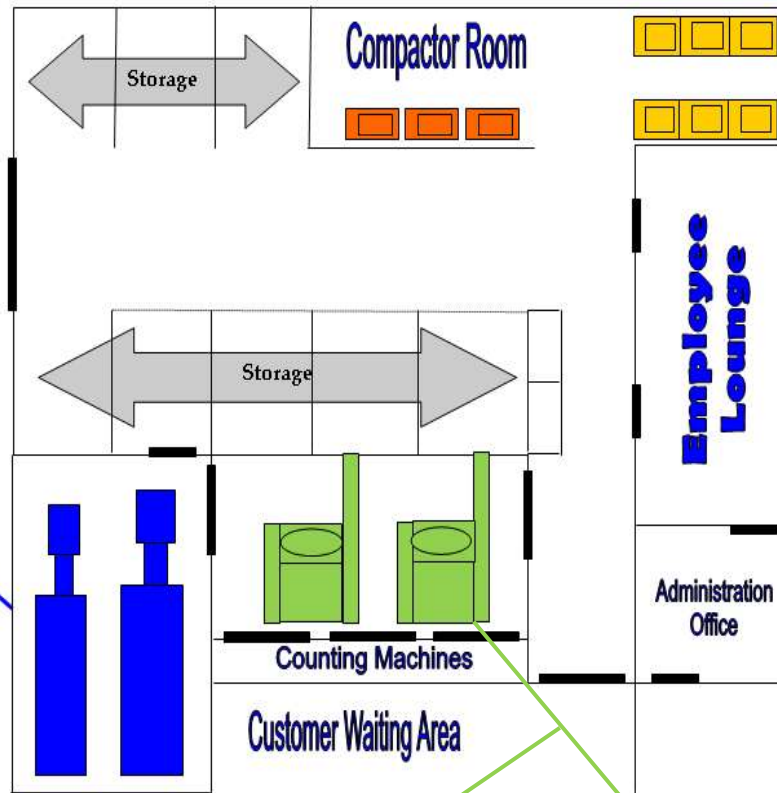 Compactor Room
Storage
Employee
Lounge
Storage
Administration
Office
Counting Machines
Customer Waiting Area